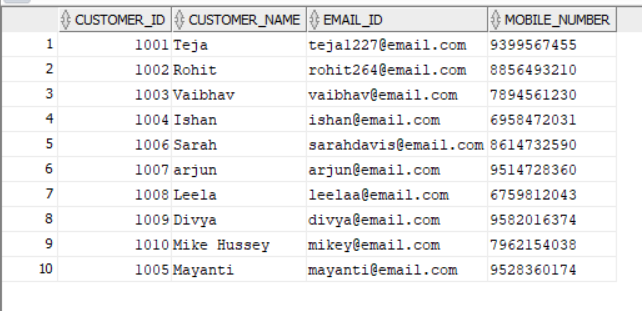 CUSTOMER_ID CUSTOMER_NAME EMAIL_ID MOBILE_NUMBER
1 1001 Teja teja1227@email.com 9399567455
2 1002 Rohit rohit264@email.com 8856493210
3 1003 Vaibhav vaibhav@email.com 7894561230
4 1004 Ishan ishan@email.com 6958472031
5 1006 Sarah sarahdavis@email.com 8614732590
6 1007 arjun arjun@email.com 9514728360
7 1008 Leela leelaa@email.com 6759812043
8 1009 Divya divya@email.com 9582016374
9 1010 Mike Hussey mikey@email.com 7962154038
10 1005 Mayanti mayanti@email.com 9528360174